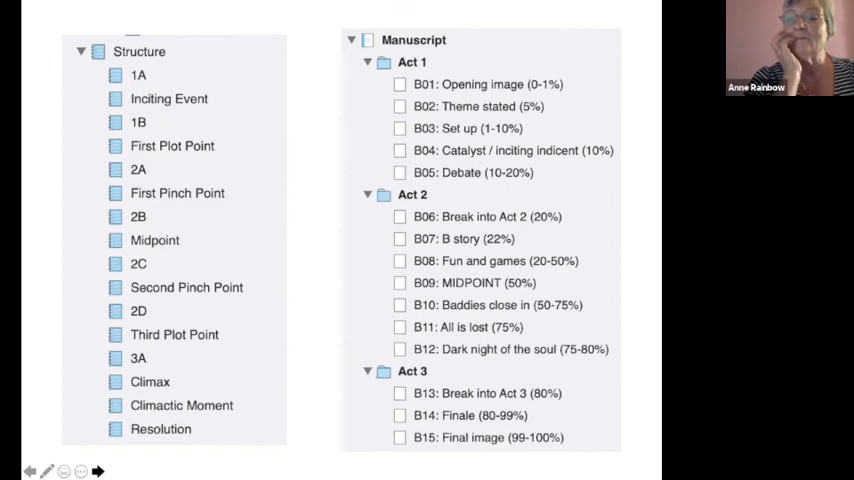 Structure
1A
Inciting Event
1B
First Plot Point
2A
First Pinch Point
2B
Midpoint
2C
Second Pinch Point
2D
Third Plot Point
3A
Climax
Climactic Moment
Resolution
Manuscript
Act 1
B01: Opening image (0-1%)
B02: Theme stated (5%)
B03: Set up (1-10%)
B04: Catalyst / inciting indicent (10%)
B05: Debate (10-20%)
Act 2
B06: Break into Act 2 (20%)
B07: B story (22%)
B08: Fun and games (20-50%)
B09: MIDPOINT (50%)
B10: Baddies close in (50-75%)
B11: All is lost (75%)
B12: Dark night of the soul (75-80%)
Act 3
B13: Break into Act 3 (80%)
B14: Finale (80-99%)
B15: Final image (99-100%)
Anne Rainbow